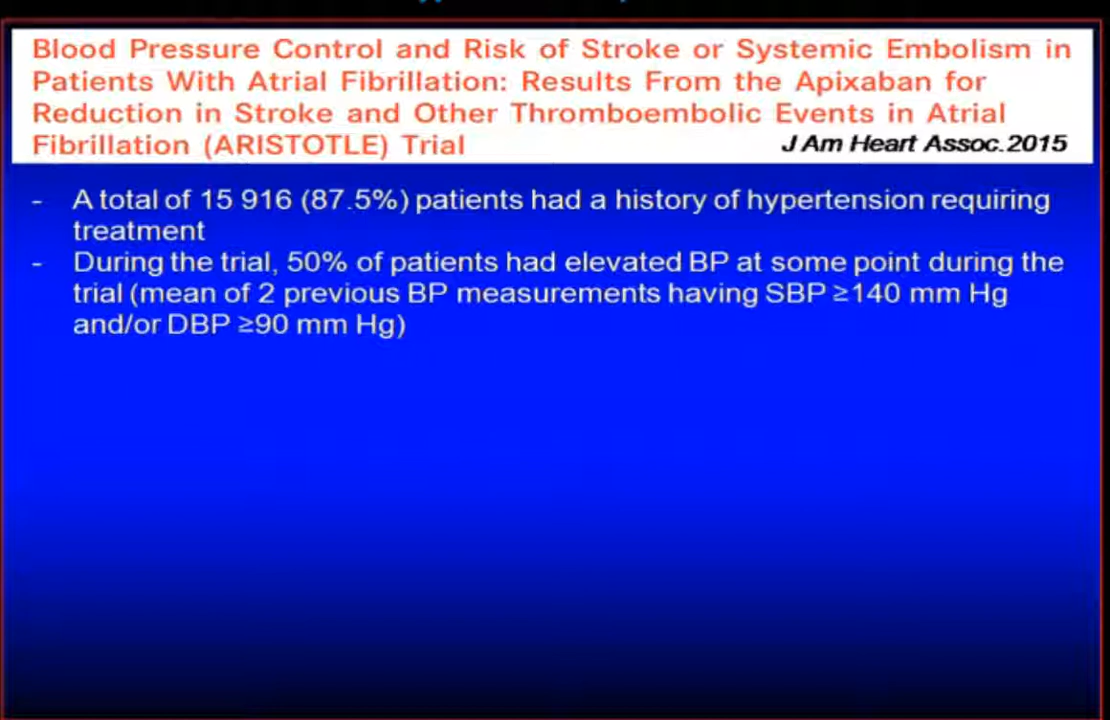 Blood Pressure Control and Risk of Stroke or Systemic Embolism in
Patients With Atrial Fibrillation: Results From the Apixaban for
Reduction in Stroke and Other Thromboembolic Events in Atrial
Fibrillation (ARISTOTLE) Trial
J Am Heart Assoc.2015
- A total of 15 916 (87.5%) patients had a history of hypertension requiring
treatment
- During the trial, 50% of patients had elevated BP at some point during the
trial (mean of 2 previous BP measurements having SBP ≥140 mm Hg
and/or DBP ≥90 mm Hg)